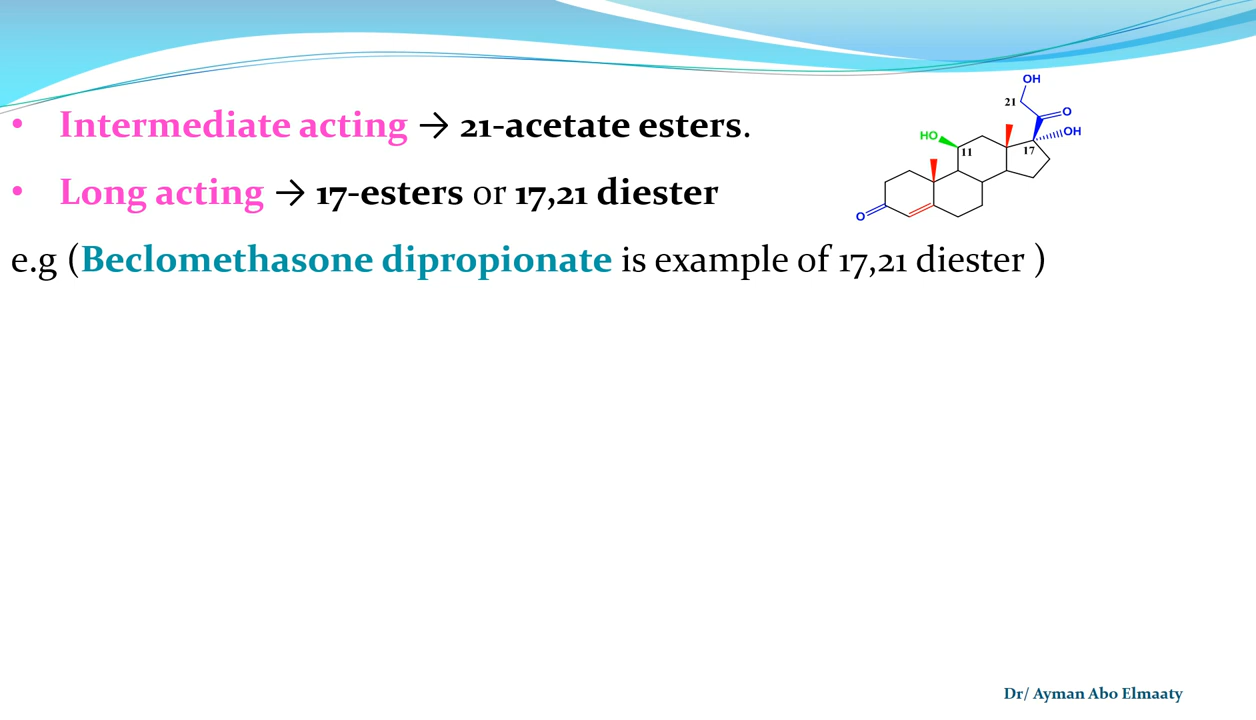 OH
21
O
• Intermediate acting → 21-acetate esters.
HO
OH
11
17
• Long acting → 17-esters or 17,21 diester
O
e.g (Beclomethasone dipropionate is example of 17,21 diester )
Dr/ Ayman Abo Elmaaty